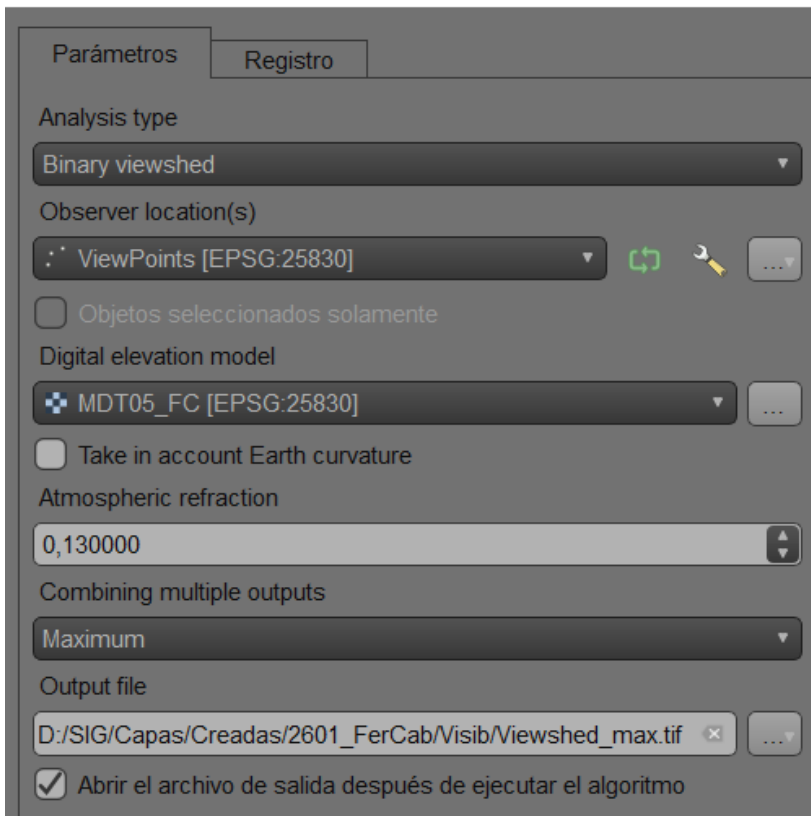 Parámetros
Registro
Analysis type
Binary viewshed
Observer location(s)
ViewPoints [EPSG:25830]
...
Objetos seleccionados solamente
Digital elevation model
MDT05_FC [EPSG:25830]
...
Take in account Earth curvature
Atmospheric refraction
0,130000
Combining multiple outputs
Maximum
Output file
D:/SIG/Capas/Creadas/2601_FerCab/Visib/Viewshed_max.tif
...
Abrir el archivo de salida después de ejecutar el algoritmo